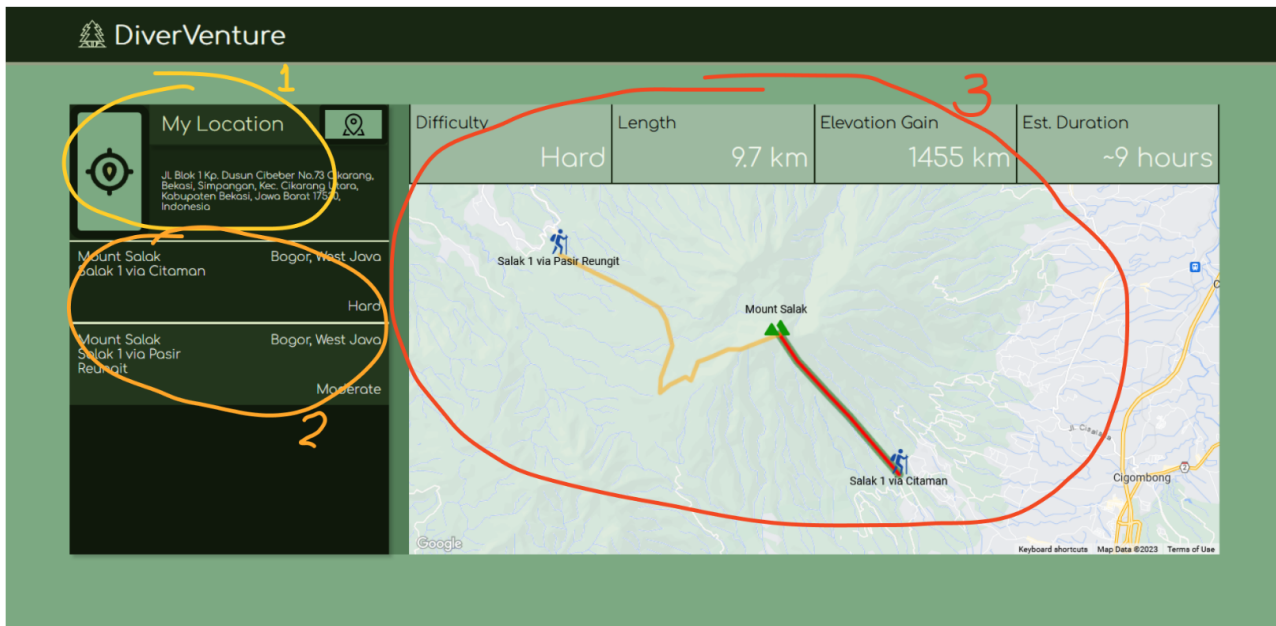 DiverVenture
1
My Location
Jl. Blok 1 Kp. Dusun Cibeber No.73 Cikarang,
Bekasi, Simpangan, Kec. Cikarang Utara,
Kabupaten Bekasi, Jawa Barat 17530,
Indonesia
Mount Salak Bogor, West Java
Salak 1 via Citaman
Hard
Mount Salak Bogor, West Java
Salak 1 via Pasir
Reungit
Moderate
2
3
Difficulty
Hard
Length
9.7 km
Elevation Gain
1455 km
Est. Duration
~9 hours
Salak 1 via Pasir Reungit
Mount Salak
Salak 1 via Citaman
Cigombong
2
Google
Keyboard shortcuts Map Data ©2023 Terms of Use